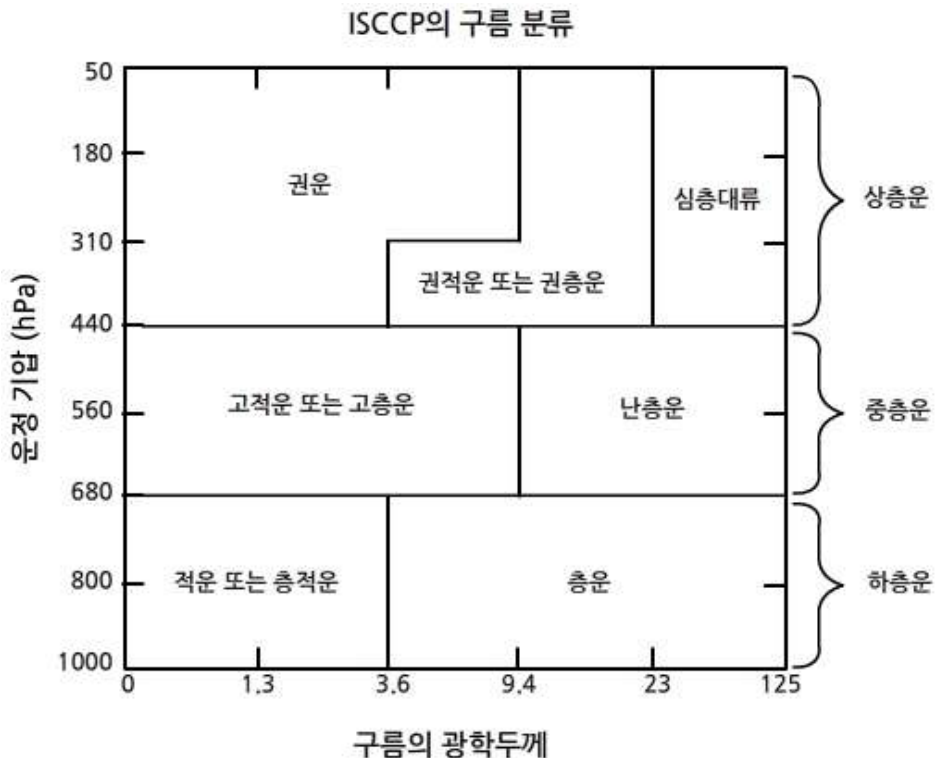 ISCCP의 구름 분류
운정 기압 (hPa)
50
180
310
440
560
680
800
1000
권운
심층대류
상층운
권적운 또는 권층운
고적운 또는 고층운
난층운
중층운
적운 또는 층적운
층운
하층운
0 1.3 3.6 9.4 23 125
구름의 광학두께